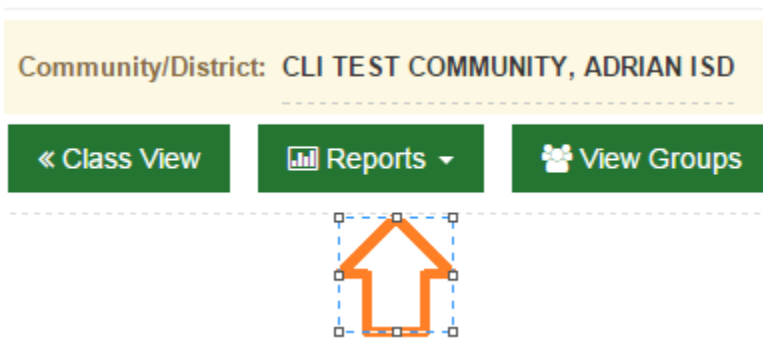 Community/District: CLI TEST COMMUNITY, ADRIAN ISD
« Class View Reports View Groups